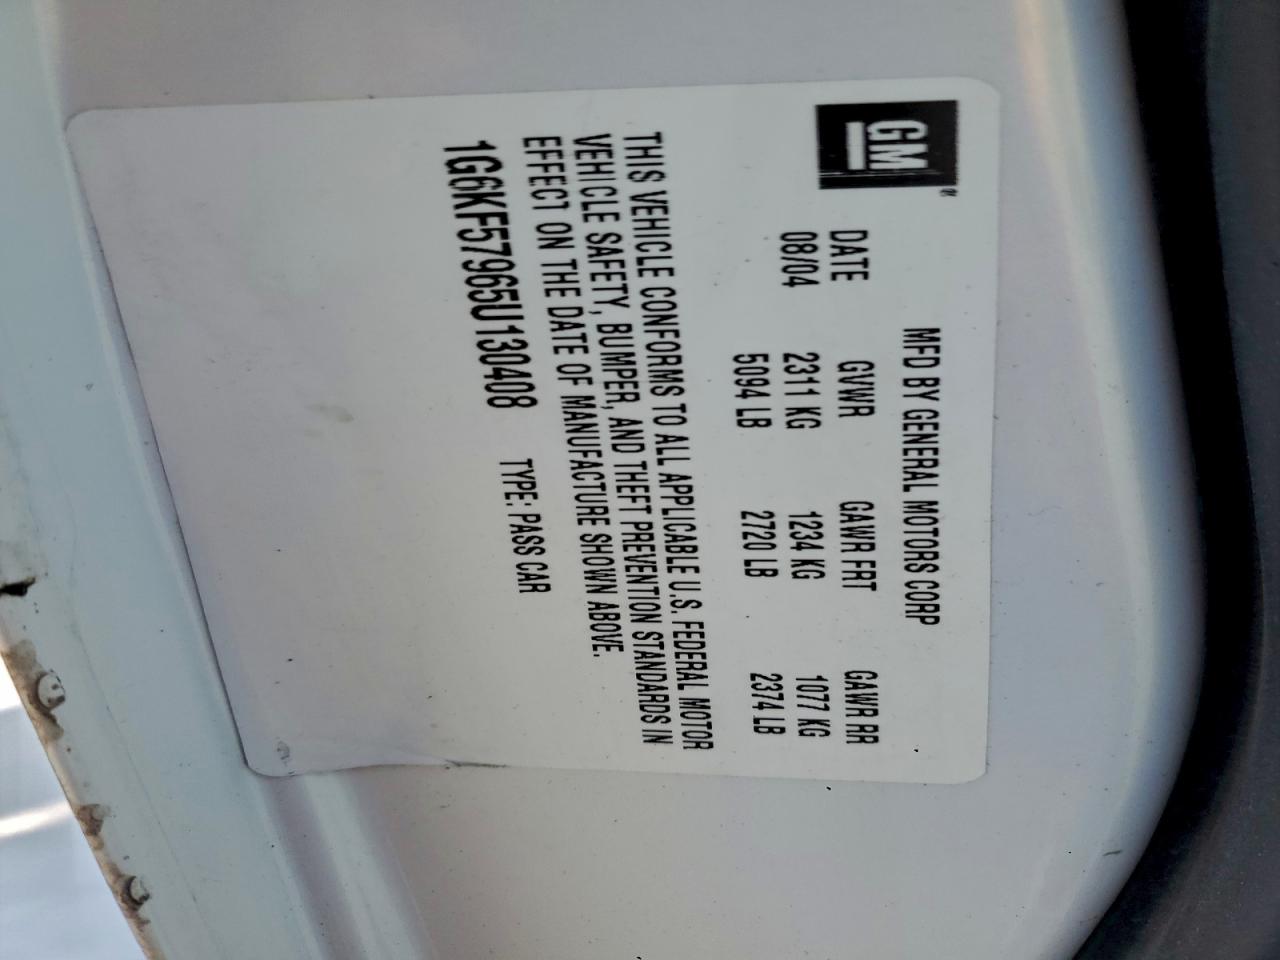 GM
MFD BY GENERAL MOTORS CORP
DATE GVWR GAWR FRT GAWR RR
08/04 2311 KG 1234 KG 1077 KG
5094 LB 2720 LB 2374 LB
THIS VEHICLE CONFORMS TO ALL APPLICABLE U.S. FEDERAL MOTOR
VEHICLE SAFETY, BUMPER, AND THEFT PREVENTION STANDARDS IN
EFFECT ON THE DATE OF MANUFACTURE SHOWN ABOVE.
1G6KF57965U130408 TYPE: PASS CAR